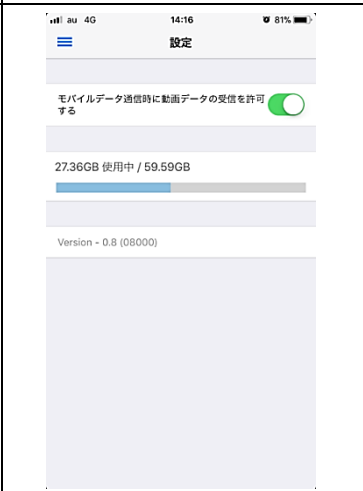 au 4G 14:16 81%
設定
モバイルデータ通信時に動画データの受信を許可
する
27.36GB 使用中 / 59.59GB
Version - 0.8 (08000)